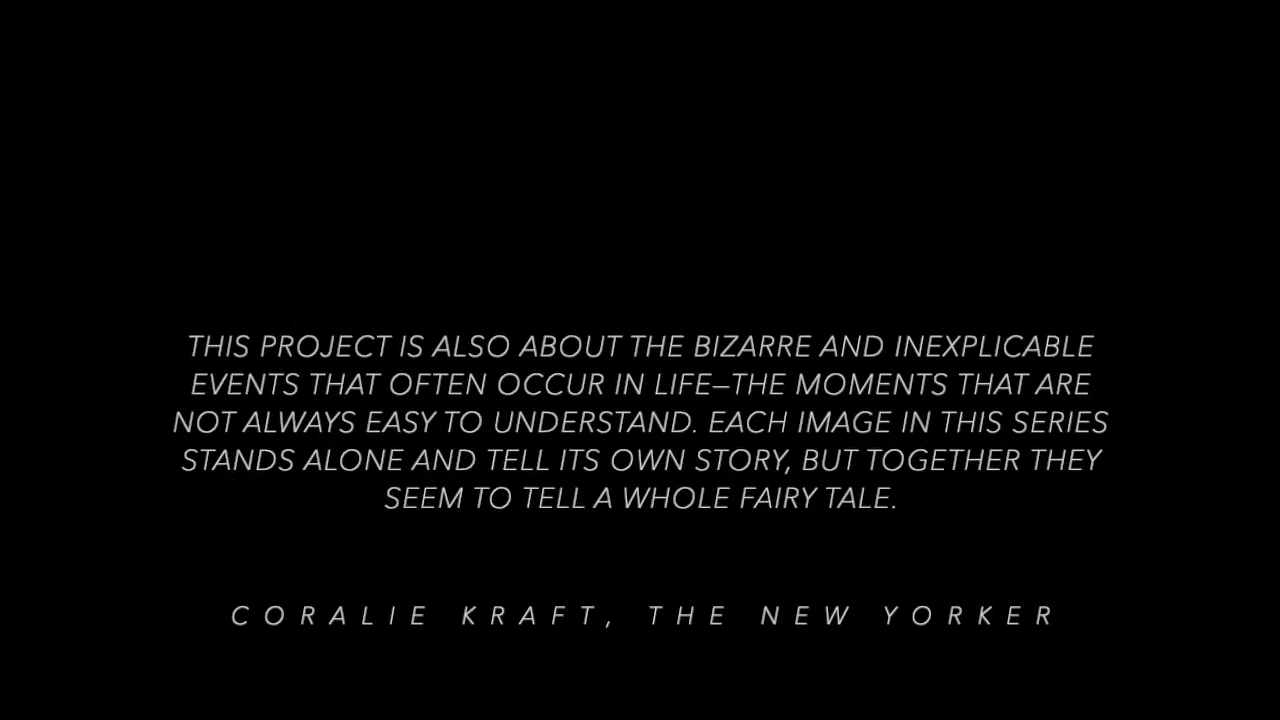 THIS PROJECT IS ALSO ABOUT THE BIZARRE AND INEXPLICABLE
EVENTS THAT OFTEN OCCUR IN LIFE—THE MOMENTS THAT ARE
NOT ALWAYS EASY TO UNDERSTAND. EACH IMAGE IN THIS SERIES
STANDS ALONE AND TELL ITS OWN STORY, BUT TOGETHER THEY
SEEM TO TELL A WHOLE FAIRY TALE.
CORALIE KRAFT, THE NEW YORKER